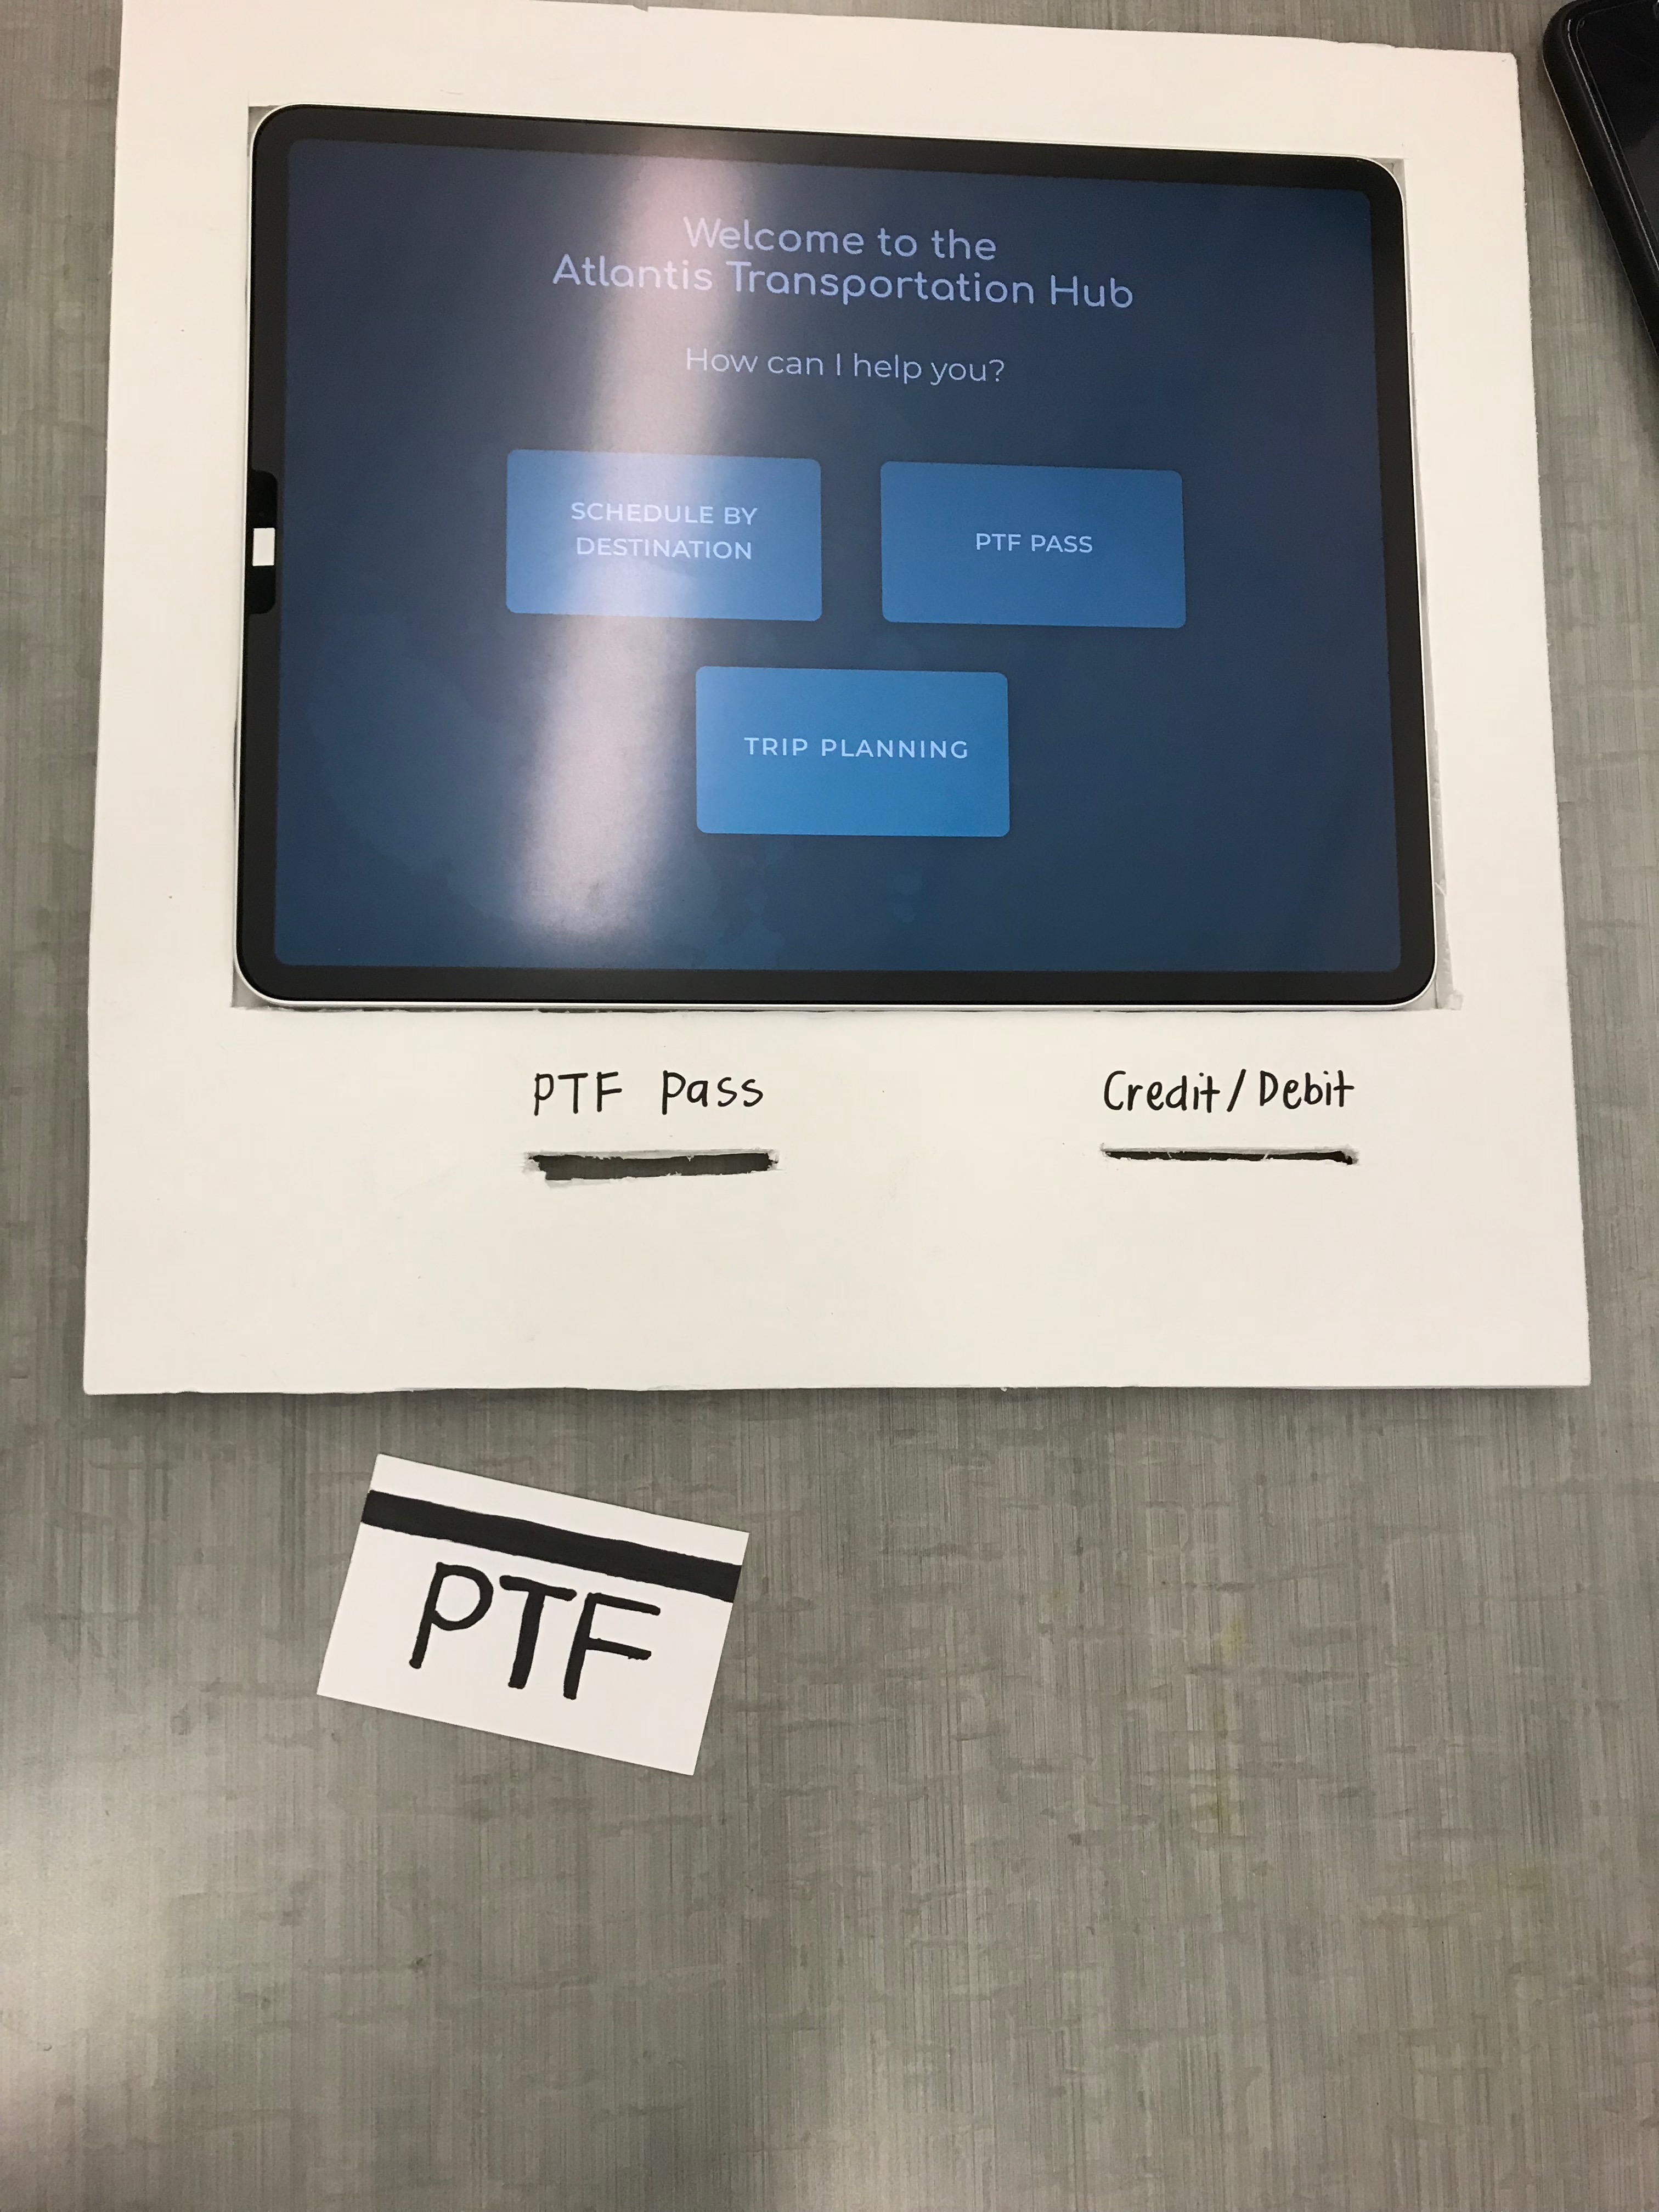 Welcome to the
Atlantis Transportation Hub
How can I help you?
SCHEDULE BY
DESTINATION
PTF PASS
TRIP PLANNING
PTF Pass
Credit/Debit
PTF